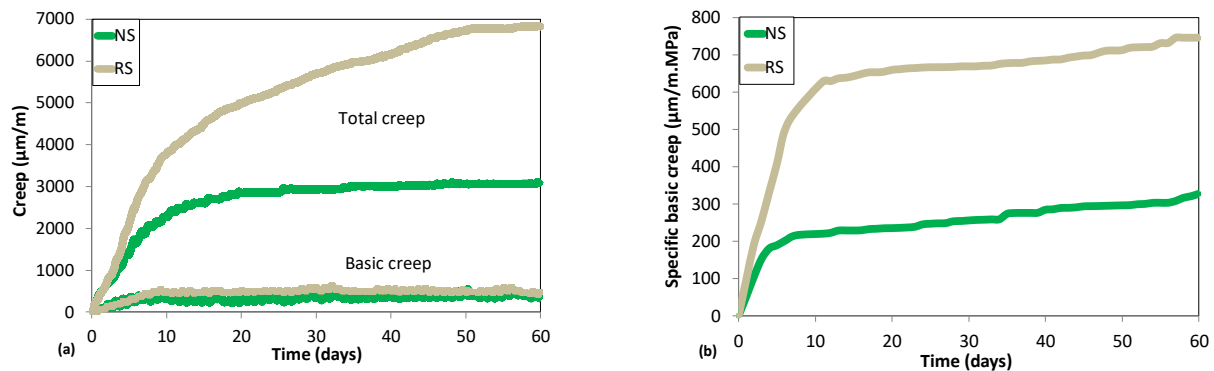 7000
6000
5000
4000
3000
2000
1000
0
Creep (µm/m)
NS
RS
Total creep
Basic creep
0 10 20 30 40 50 60
Time (days)
(a)
800
700
600
500
400
300
200
100
0
Specific basic creep (µm/m.MPa)
NS
RS
0 10 20 30 40 50 60
Time (days)
(b)